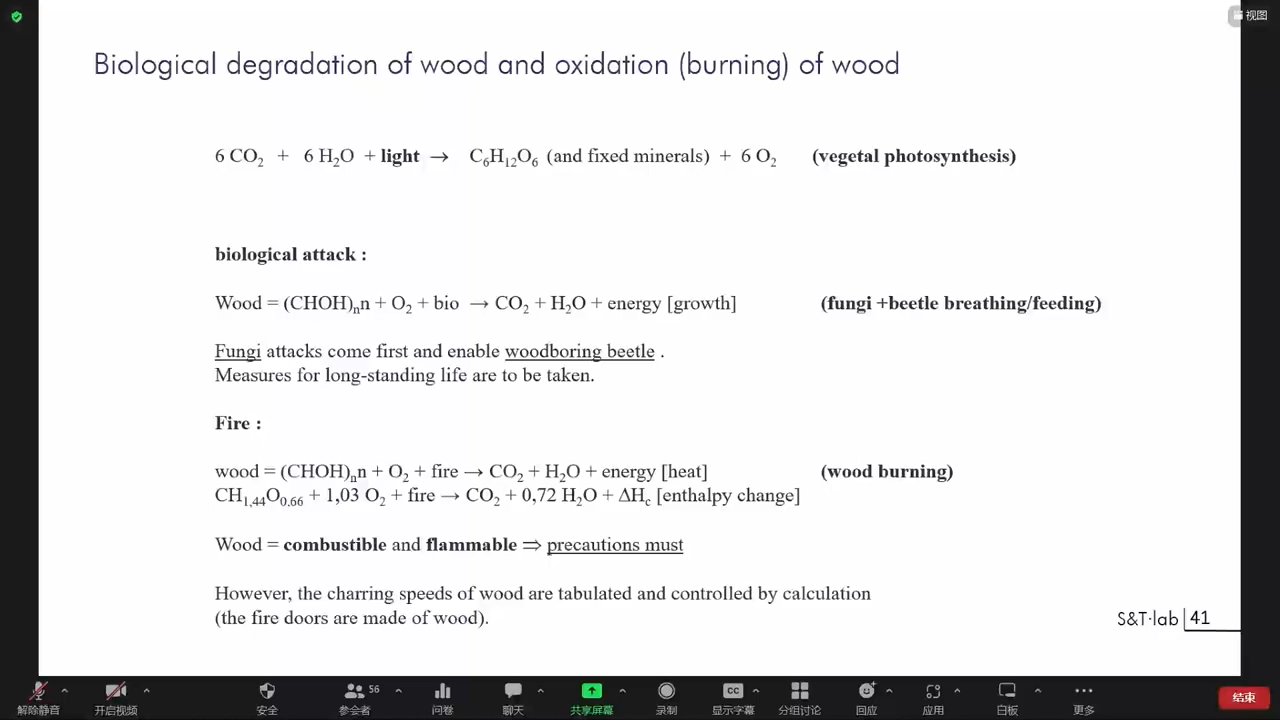 视图
Biological degradation of wood and oxidation (burning) of wood
6 CO2 + 6 H2O + light → C6H12O6 (and fixed minerals) + 6 O2 (vegetal photosynthesis)
biological attack :
Wood = (CHOH)nn + O2 + bio → CO2 + H2O + energy [growth] (fungi +beetle breathing/feeding)
Fungi attacks come first and enable woodboring beetle .
Measures for long-standing life are to be taken.
Fire :
wood = (CHOH)nn + O2 + fire → CO2 + H2O + energy [heat] (wood burning)
CH1,44O0,66 + 1,03 O2 + fire → CO2 + 0,72 H2O + ΔHc [enthalpy change]
Wood = combustible and flammable ⇒ precautions must
However, the charring speeds of wood are tabulated and controlled by calculation
(the fire doors are made of wood).
S&T·lab 41
56
CC
解除静音 开启视频 安全 参会者 问卷 聊天 共享屏幕 录制 显示字幕 分组讨论 回应 应用 白板 更多 结束